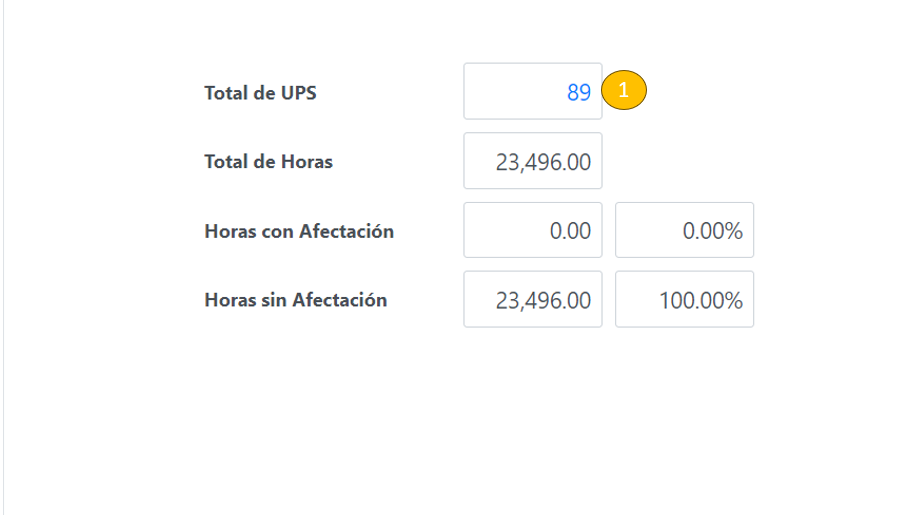 Total de UPS 89 1
Total de Horas 23,496.00
Horas con Afectación 0.00 0.00%
Horas sin Afectación 23,496.00 100.00%